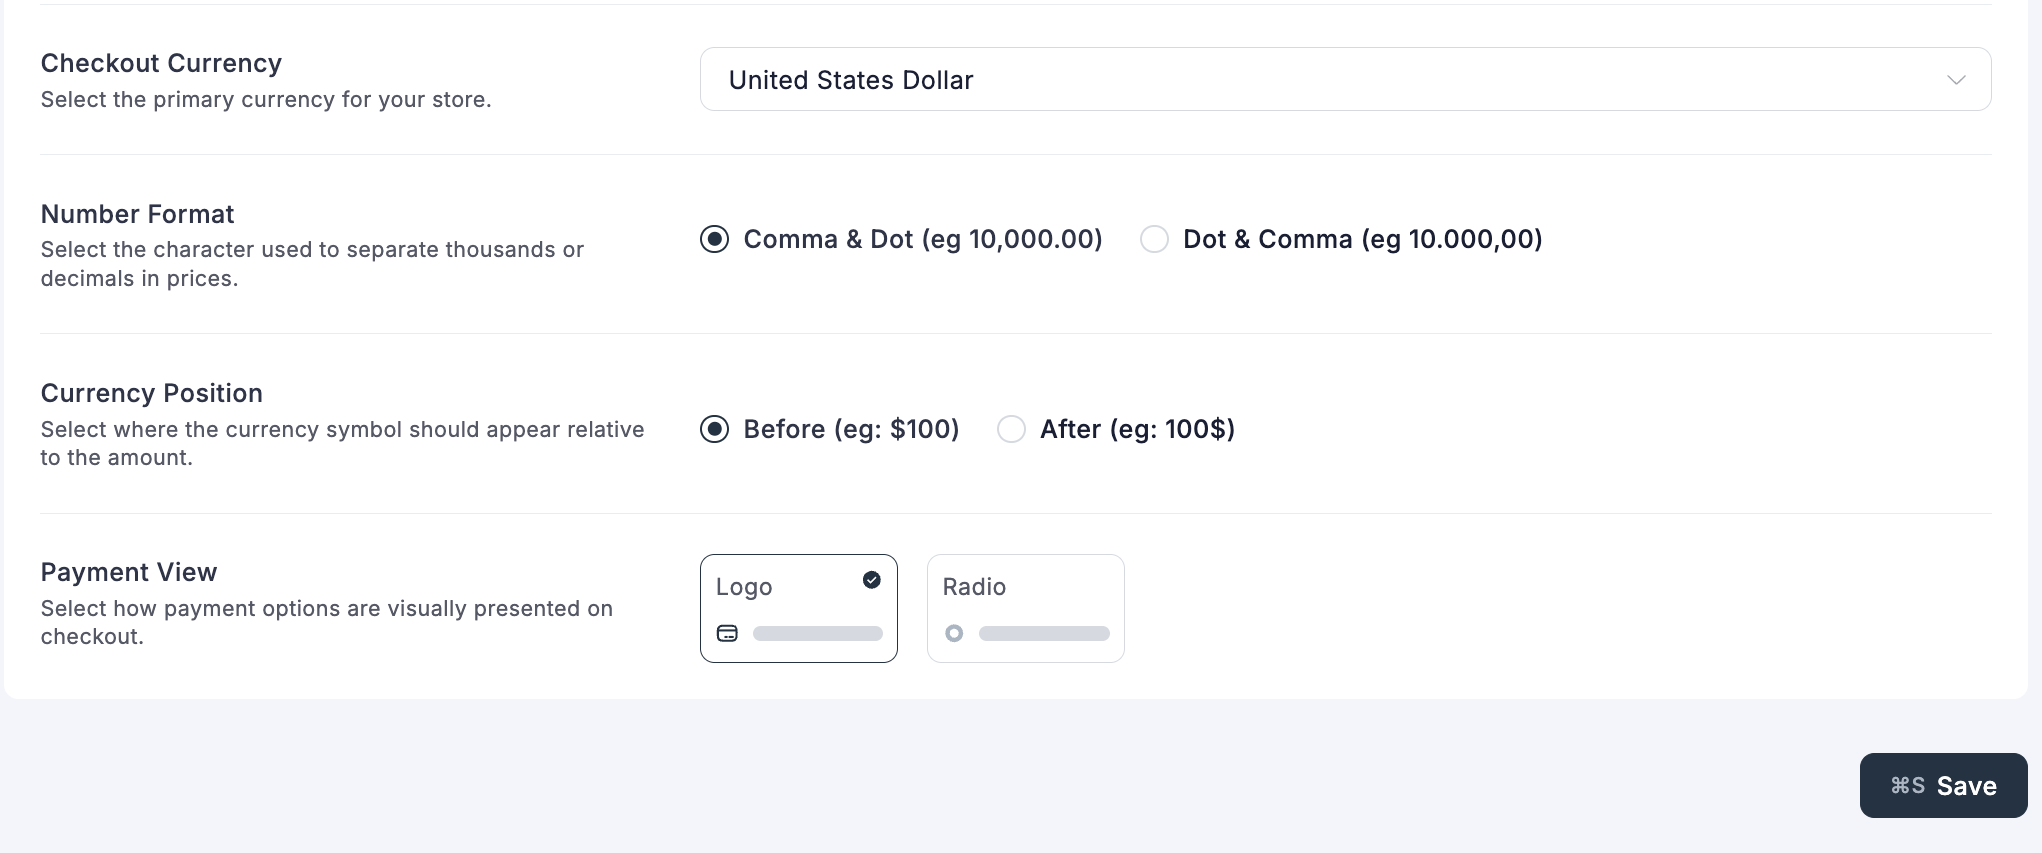 Checkout Currency
Select the primary currency for your store.
United States Dollar
Number Format
Select the character used to separate thousands or
decimals in prices.
Comma & Dot (eg 10,000.00)
Dot & Comma (eg 10.000,00)
Currency Position
Select where the currency symbol should appear relative
to the amount.
Before (eg: $100)
After (eg: 100$)
Payment View
Select how payment options are visually presented on
checkout.
Logo
Radio
⌘S Save